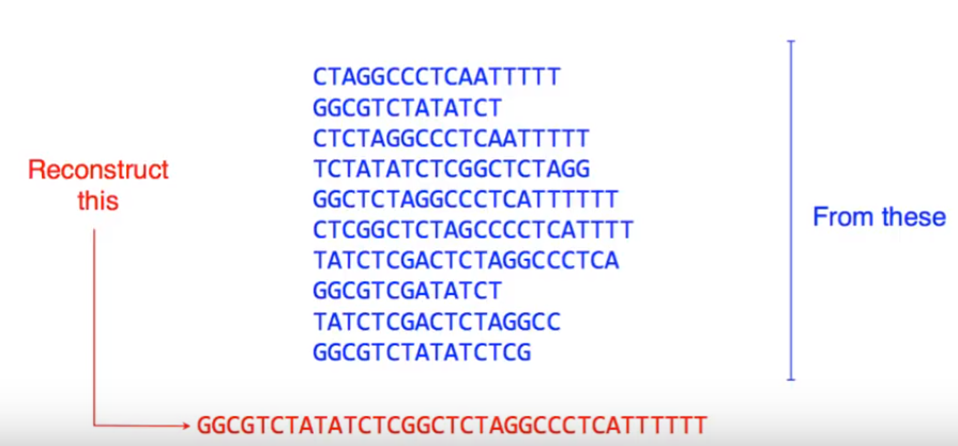 CTAGGCCCTCAATTTTT
GGCGTCTATATCT
CTCTAGGCCCTCAATTTTT
TCTATATCTCGGCTCTAGG
GGCTCTAGGCCCTCATTTTTT
CTCGGCTCTAGCCCCTCATTTT
TATCTCGACTCTAGGCCCTCA
GGCGTCGATATCT
TATCTCGACTCTAGGCC
GGCGTCTATATCTCG
Reconstruct
this
From these
GGCGTCTATATCTCGGCTCTAGGCCCTCATTTTTT